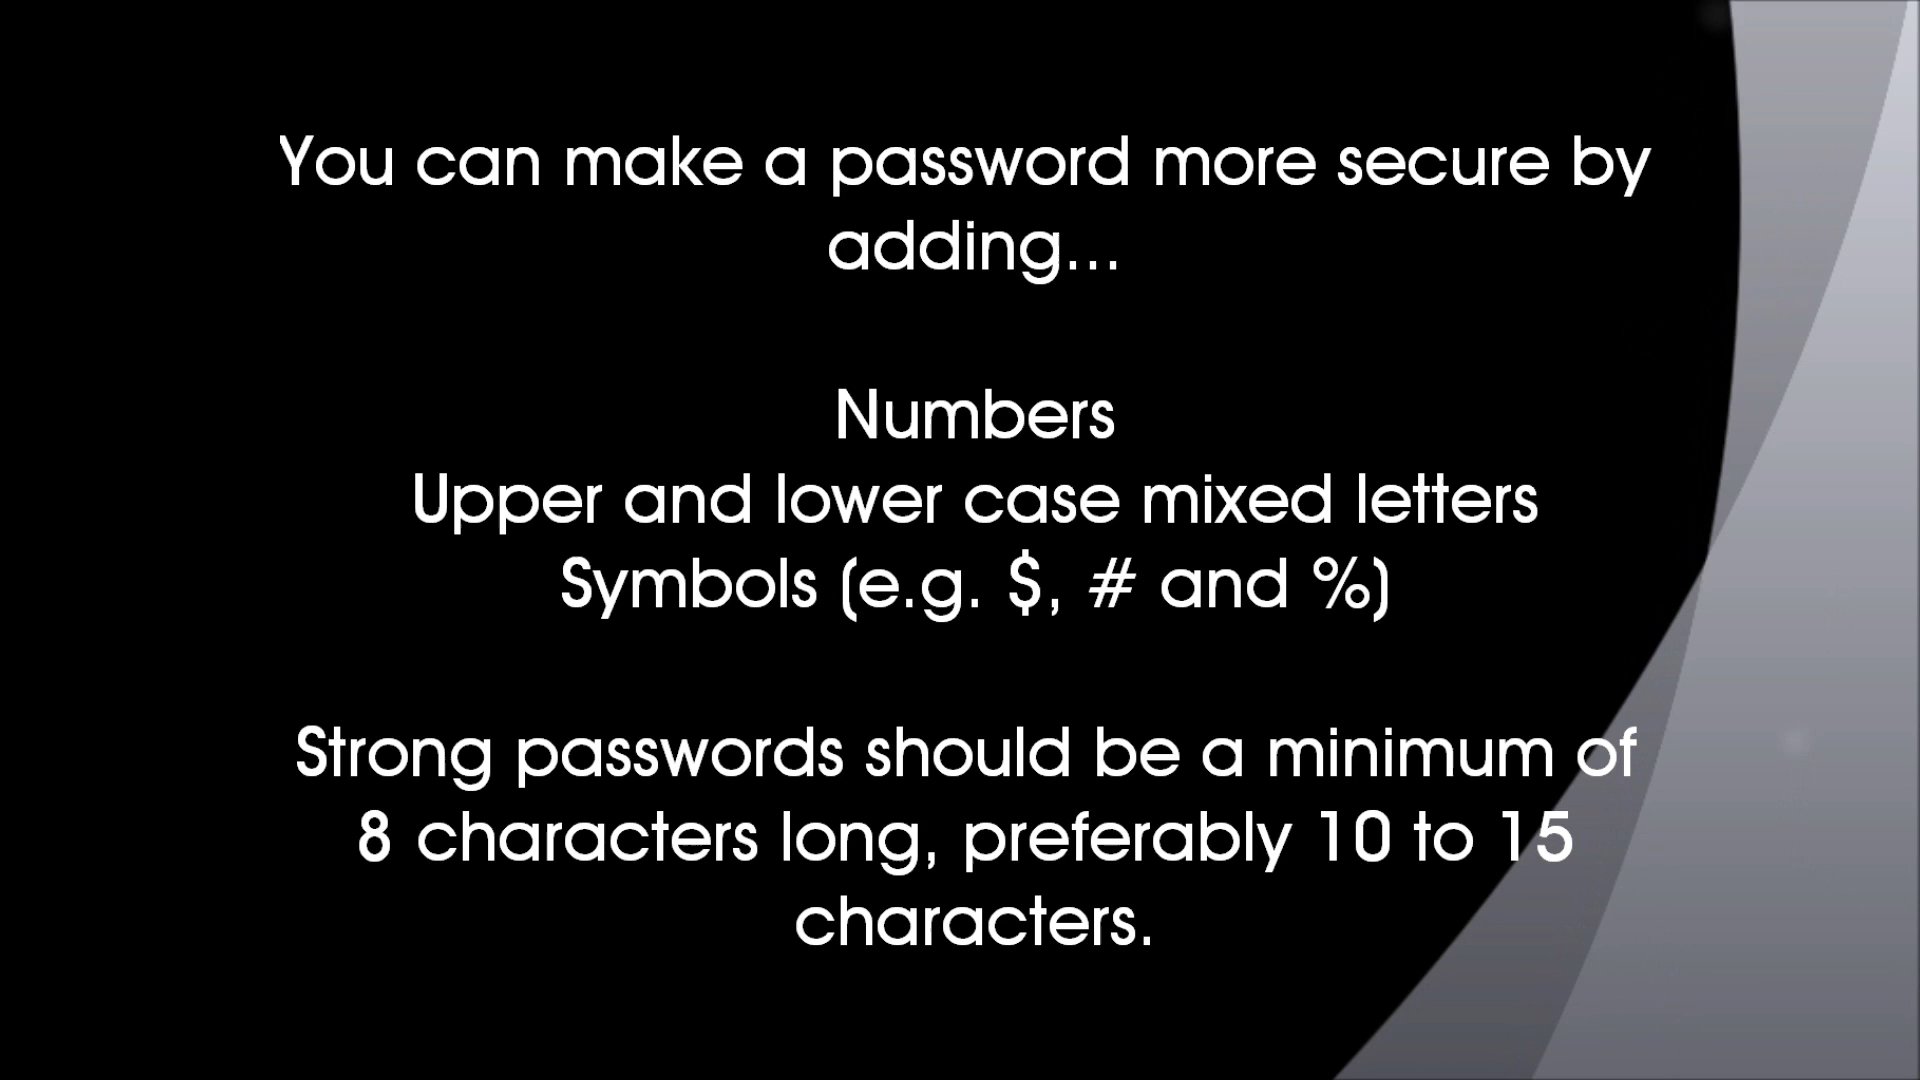 You can make a password more secure by
adding...
Numbers
Upper and lower case mixed letters
Symbols (e.g. $, # and %)
Strong passwords should be a minimum of
8 characters long, preferably 10 to 15
characters.